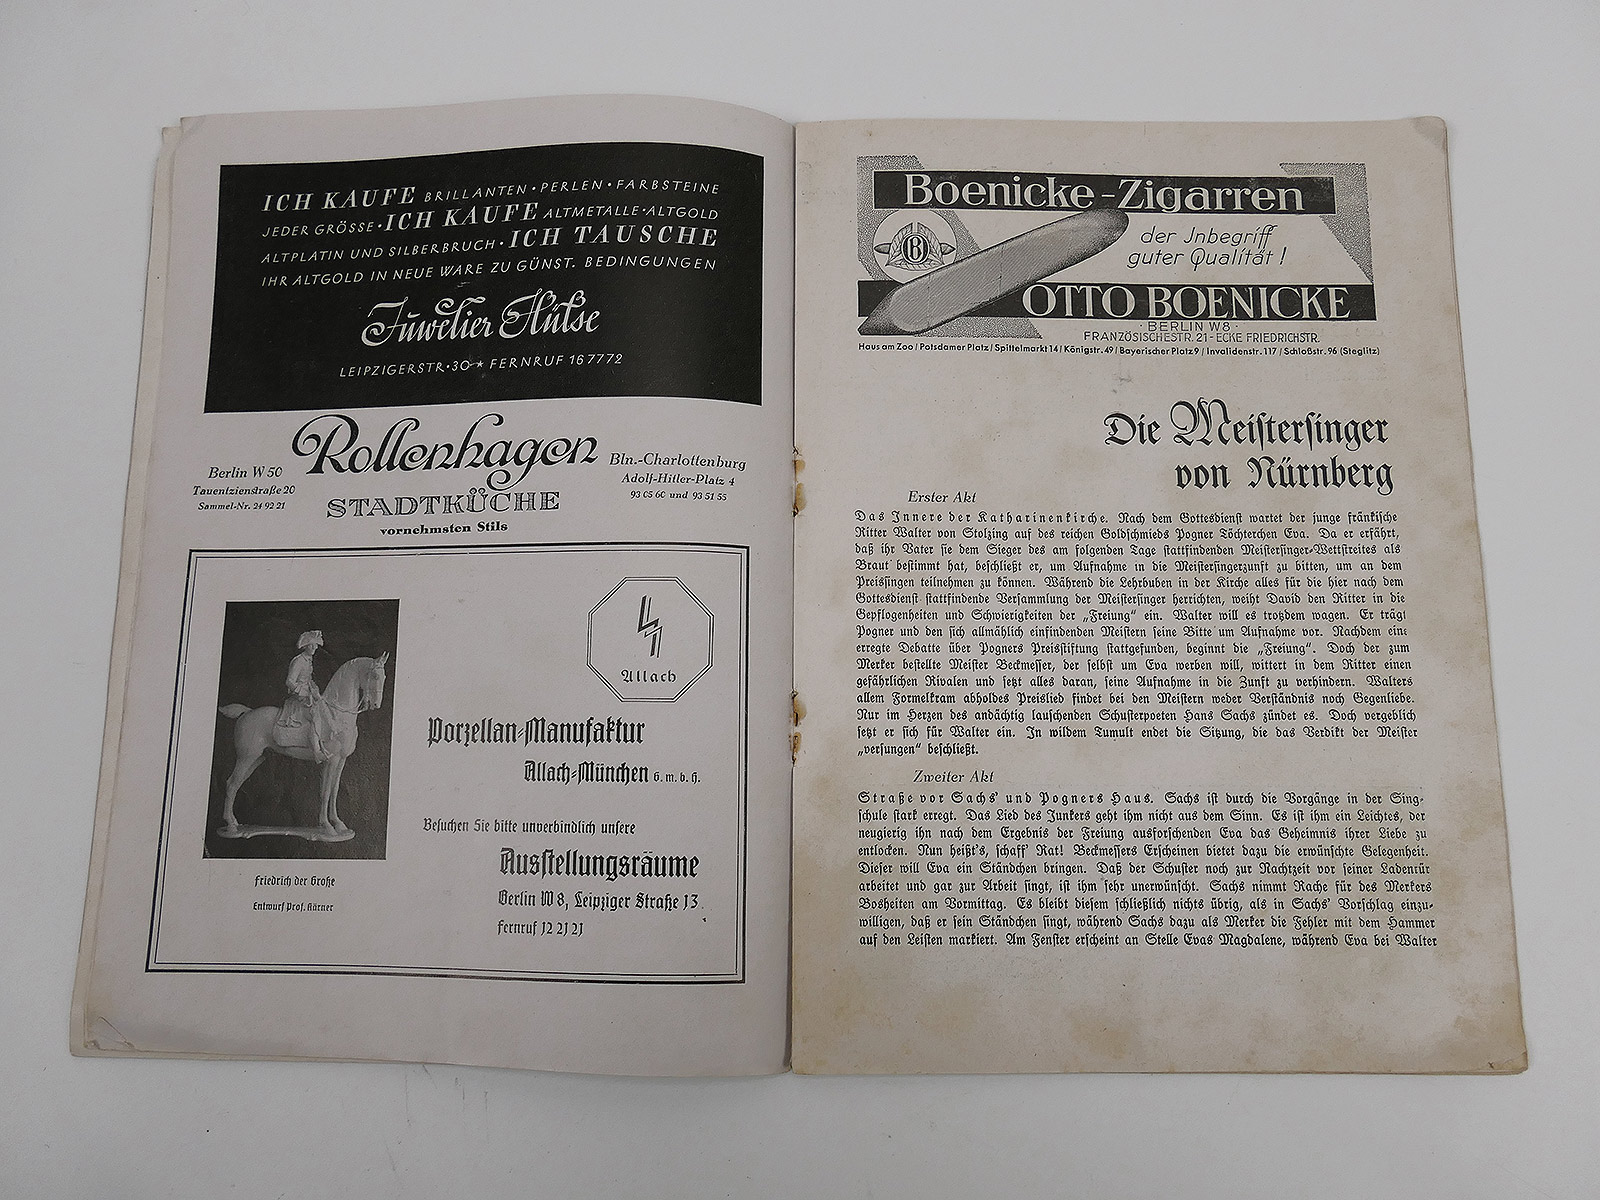 ICH KAUFE BRILLANTEN · PERLEN · FARBSTEINE
JEDER GRÖSSE · ICH KAUFE ALTMETALLE · ALTGOLD
ALTPLATIN UND SILBERBRUCH · ICH TAUSCHE
IHR ALTGOLD IN NEUE WARE ZU GÜNST. BEDINGUNGEN
Juwelier Hülse
LEIPZIGERSTR · 30 * FERNRUF 167772
Rollenhagen
Berlin W 50
Tauentzienstraße 20
Sammel-Nr. 24 92 21
Bln.-Charlottenburg
Adolf-Hitler-Platz 4
93 05 60 und 93 51 55
STADTKÜCHE
vornehmsten Stils
Allach
Porzellan-Manufaktur
Allach-München G. m. b. H.
Besuchen Sie bitte unverbindlich unsere
Ausstellungsräume
Berlin W 8, Leipziger Straße 13
Fernruf 12 21 21
Friedrich der Große
Entwurf Prof. Kärner
Boenicke-Zigarren
B
der Inbegriff
guter Qualität!
OTTO BOENICKE
· BERLIN W8 ·
FRANZÖSISCHESTR. 21 - ECKE FRIEDRICHSTR.
Haus am Zoo / Potsdamer Platz / Spittelmarkt 14 / Königstr. 49 / Bayerischer Platz 9 / Invalidenstr. 117 / Schloßstr. 96 (Steglitz)
Die Meistersinger
von Nürnberg
Erster Akt
Das Innere der Katharinenkirche. Nach dem Gottesdienst wartet der junge fränkische
Ritter Walter von Stolzing auf des reichen Goldschmieds Pogner Töchterchen Eva. Da er erfährt,
daß ihr Vater sie dem Sieger des am folgenden Tage stattfindenden Meistersinger-Wettstreites als
Braut bestimmt hat, beschließt er, um Aufnahme in die Meistersingerzunft zu bitten, um an dem
Preissingen teilnehmen zu können. Während die Lehrbuben in der Kirche alles für die hier nach dem
Gottesdienst stattfindende Versammlung der Meistersinger herrichten, weiht David den Ritter in die
Gepflogenheiten und Schwierigkeiten der „Freiung“ ein. Walter will es trotzdem wagen. Er trägt
Pogner und den sich allmählich einfindenden Meistern seine Bitte um Aufnahme vor. Nachdem eine
erregte Debatte über Pogners Preisstiftung stattgefunden, beginnt die „Freiung“. Doch der zum
Merker bestellte Meister Beckmesser, der selbst um Eva werben will, wittert in dem Ritter einen
gefährlichen Rivalen und setzt alles daran, seine Aufnahme in die Zunft zu verhindern. Walters
allem Formelkram abholdes Preislied findet bei den Meistern weder Verständnis noch Gegenliebe.
Nur im Herzen des andächtig lauschenden Schusterpoeten Hans Sachs zündet es. Doch vergeblich
setzt er sich für Walter ein. In wildem Tumult endet die Sitzung, die das Verdikt der Meister
„versungen“ beschließt.
Zweiter Akt
Straße vor Sachs' und Pogners Haus. Sachs ist durch die Vorgänge in der Sing-
schule stark erregt. Das Lied des Junkers geht ihm nicht aus dem Sinn. Es ist ihm ein Leichtes, der
neugierig ihn nach dem Ergebnis der Freiung ausforschenden Eva das Geheimnis ihrer Liebe zu
entlocken. Nun heißt's, schaff' Rat! Beckmessers Erscheinen bietet dazu die erwünschte Gelegenheit.
Dieser will Eva ein Ständchen bringen. Daß der Schuster noch zur Nachtzeit vor seiner Ladentür
arbeitet und gar zur Arbeit singt, ist ihm sehr unerwünscht. Sachs nimmt Rache für des Merkers
Bosheiten am Vormittag. Es bleibt diesem schließlich nichts übrig, als in Sachs' Vorschlag einzu-
willigen, daß er sein Ständchen singt, während Sachs dazu als Merker die Fehler mit dem Hammer
auf den Leisten markiert. Am Fenster erscheint an Stelle Evas Magdalene, während Eva bei Walter